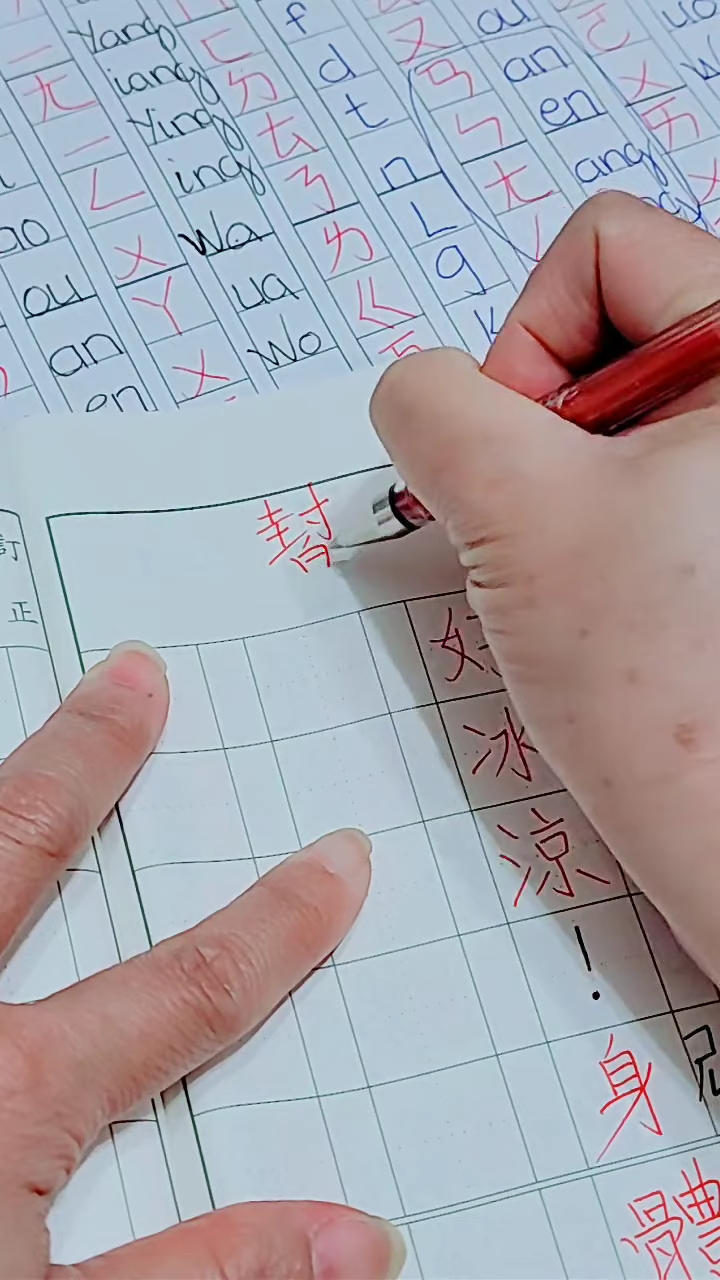 ao ou an en
ㄧ ㄤ ㄧ ㄥ ㄨ ㄚ ㄨ
Yang iang Ying ing Wa ua Wo
ㄈ ㄉ ㄊ ㄋ ㄌ ㄍ
f d t n L g k
ㄡ ㄢ ㄣ ㄤ
ou an en ang
ㄨ ㄞ
uo
好冰涼！身體
訂正